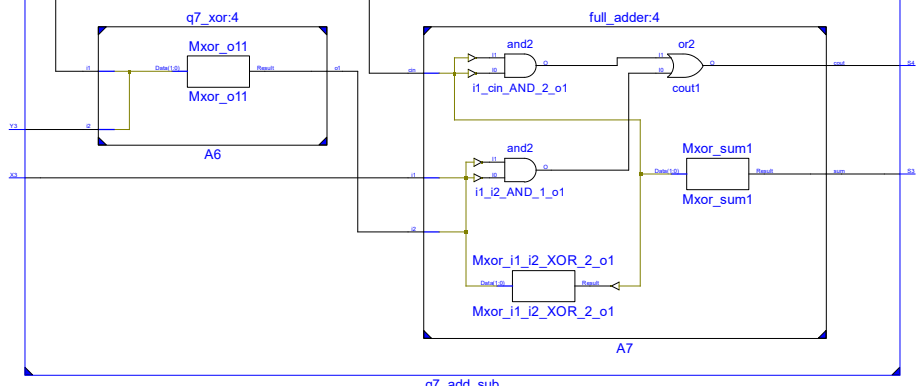 q7_xor:4
full_adder:4
Mxor_o11
and2
or2
i1
Data(1:0)
Result
o1
cin
I1
I0
O
I1
I0
O
cout
S4
Mxor_o11
i1_cin_AND_2_o1
cout1
Y3
i2
A6
and2
Mxor_sum1
I1
I0
O
X3
i1
Data(1:0)
Result
sum
S3
i1_i2_AND_1_o1
Mxor_sum1
i2
Mxor_i1_i2_XOR_2_o1
Data(1:0)
Result
Mxor_i1_i2_XOR_2_o1
A7
q7_add_sub